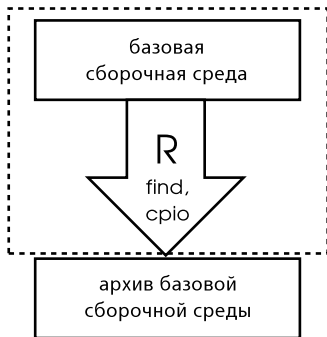 базовая
сборочная среда
R
find,
cpio
архив базовой
сборочной среды